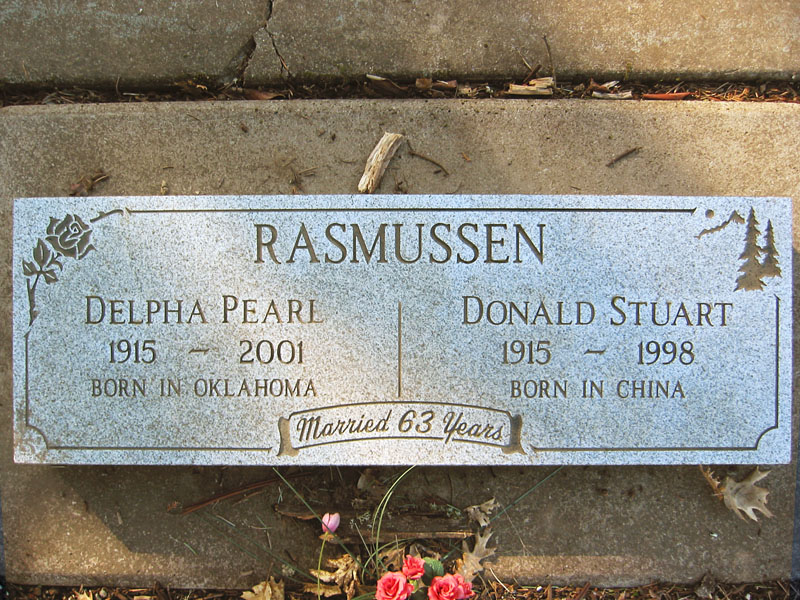 RASMUSSEN
DELPHA PEARL
1915 ~ 2001
BORN IN OKLAHOMA
DONALD STUART
1915 ~ 1998
BORN IN CHINA
Married 63 Years